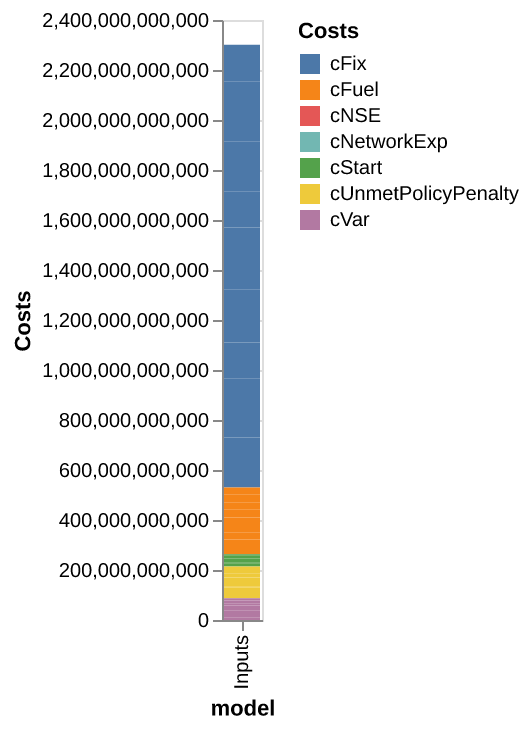 2,400,000,000,000
2,200,000,000,000
2,000,000,000,000
1,800,000,000,000
1,600,000,000,000
1,400,000,000,000
1,200,000,000,000
1,000,000,000,000
800,000,000,000
600,000,000,000
400,000,000,000
200,000,000,000
0
Costs
Inputs
model
Costs
cFix
cFuel
cNSE
cNetworkExp
cStart
cUnmetPolicyPenalty
cVar